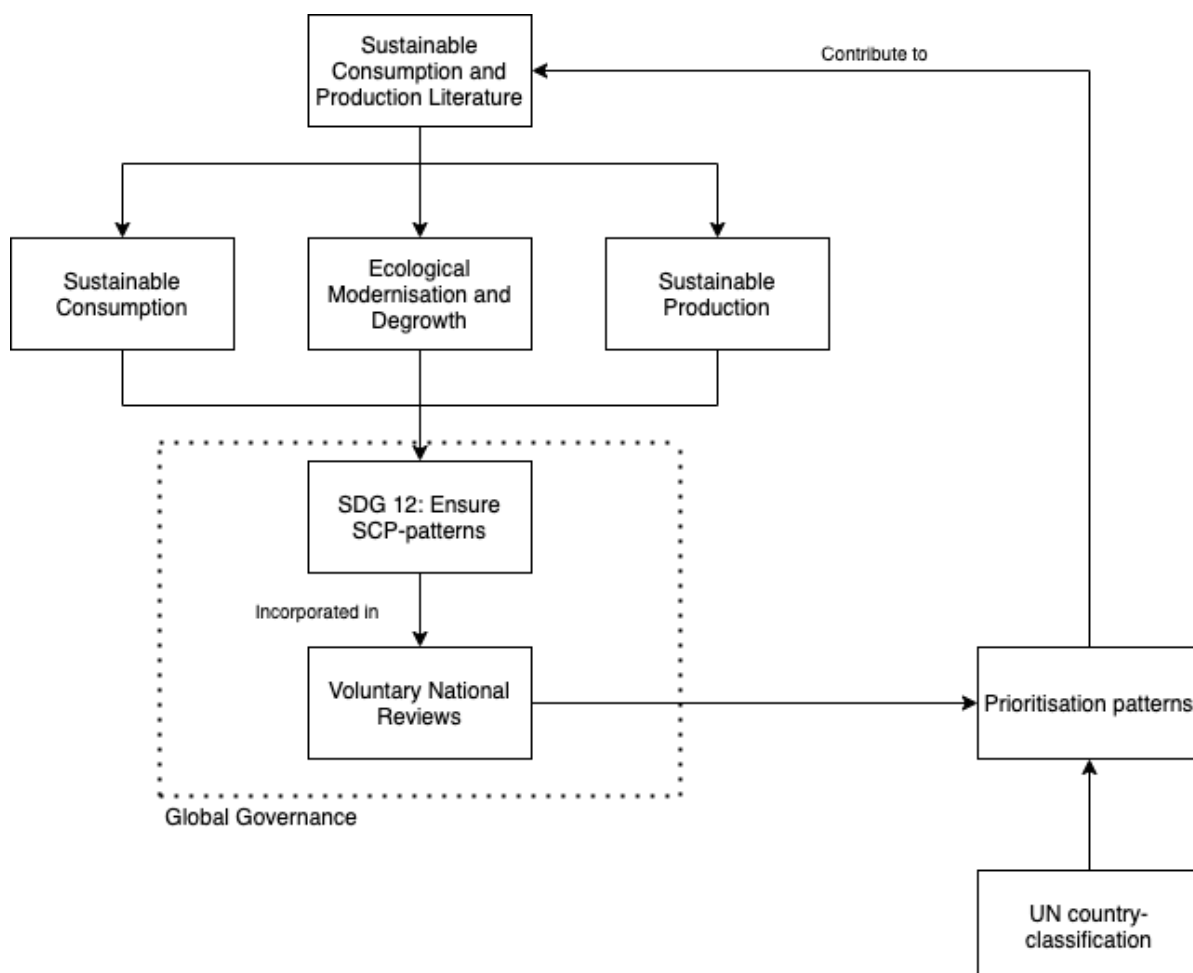 Sustainable
Consumption and
Production Literature
Contribute to
Sustainable
Consumption
Ecological
Modernisation and
Degrowth
Sustainable
Production
SDG 12: Ensure
SCP-patterns
Incorporated in
Voluntary National
Reviews
Prioritisation patterns
Global Governance
UN country-
classification